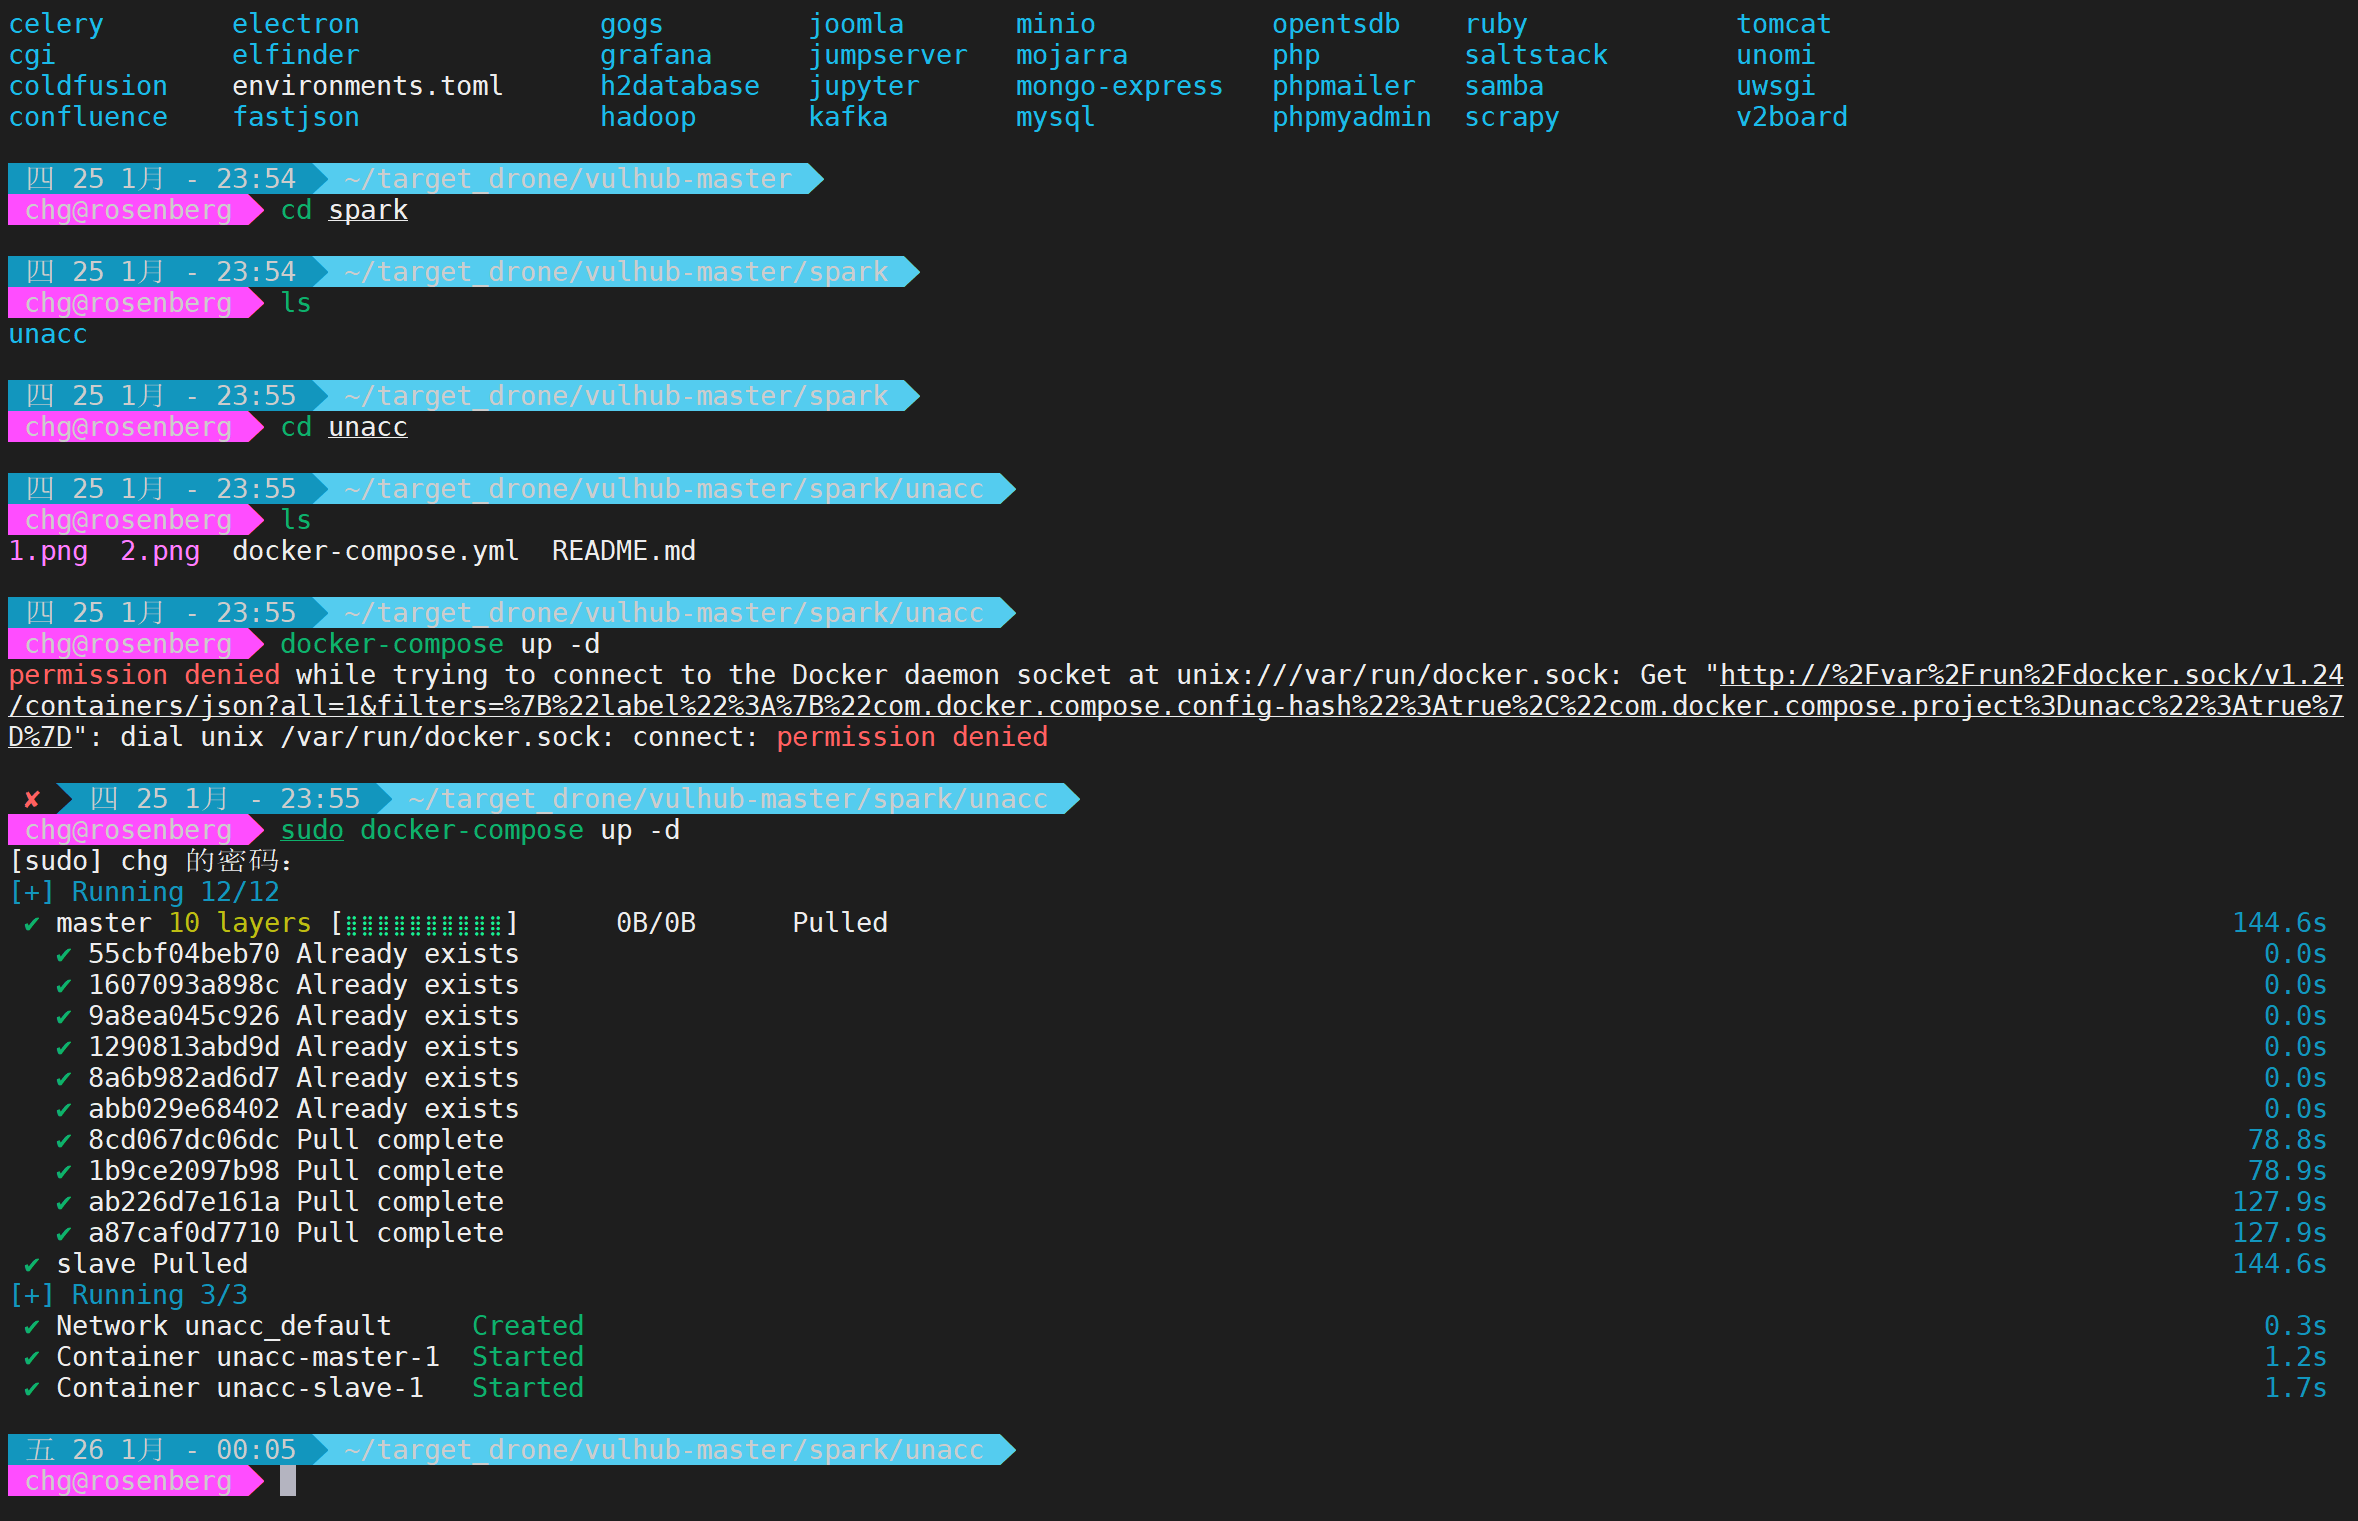 celery electron gogs joomla minio opentsdb ruby tomcat
cgi elfinder grafana jumpserver mojarra php saltstack unomi
coldfusion environments.toml h2database jupyter mongo-express phpmailer samba uwsgi
confluence fastjson hadoop kafka mysql phpmyadmin scrapy v2board
四 25 1月 - 23:54 ~/target_drone/vulhub-master
chg@rosenberg cd spark
四 25 1月 - 23:54 ~/target_drone/vulhub-master/spark
chg@rosenberg ls
unacc
四 25 1月 - 23:55 ~/target_drone/vulhub-master/spark
chg@rosenberg cd unacc
四 25 1月 - 23:55 ~/target_drone/vulhub-master/spark/unacc
chg@rosenberg ls
1.png 2.png docker-compose.yml README.md
四 25 1月 - 23:55 ~/target_drone/vulhub-master/spark/unacc
chg@rosenberg docker-compose up -d
permission denied while trying to connect to the Docker daemon socket at unix:///var/run/docker.sock: Get "http://%2Fvar%2Frun%2Fdocker.sock/v1.24
/containers/json?all=1&filters=%7B%22label%22%3A%7B%22com.docker.compose.config-hash%22%3Atrue%2C%22com.docker.compose.project%3Dunacc%22%3Atrue%7
D%7D": dial unix /var/run/docker.sock: connect: permission denied
✘ 四 25 1月 - 23:55 ~/target_drone/vulhub-master/spark/unacc
chg@rosenberg sudo docker-compose up -d
[sudo] chg 的密码：
[+] Running 12/12
✔ master 10 layers [⣿⣿⣿⣿⣿⣿⣿⣿⣿⣿] 0B/0B Pulled 144.6s
✔ 55cbf04beb70 Already exists 0.0s
✔ 1607093a898c Already exists 0.0s
✔ 9a8ea045c926 Already exists 0.0s
✔ 1290813abd9d Already exists 0.0s
✔ 8a6b982ad6d7 Already exists 0.0s
✔ abb029e68402 Already exists 0.0s
✔ 8cd067dc06dc Pull complete 78.8s
✔ 1b9ce2097b98 Pull complete 78.9s
✔ ab226d7e161a Pull complete 127.9s
✔ a87caf0d7710 Pull complete 127.9s
✔ slave Pulled 144.6s
[+] Running 3/3
✔ Network unacc_default Created 0.3s
✔ Container unacc-master-1 Started 1.2s
✔ Container unacc-slave-1 Started 1.7s
五 26 1月 - 00:05 ~/target_drone/vulhub-master/spark/unacc
chg@rosenberg